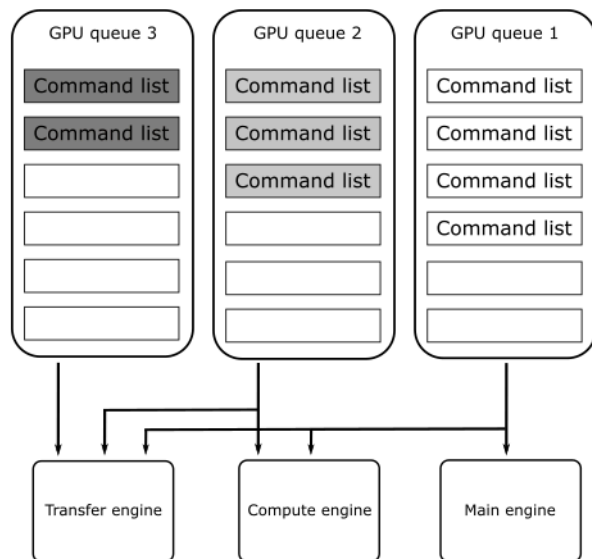 GPU queue 3
Command list
Command list
GPU queue 2
Command list
Command list
Command list
GPU queue 1
Command list
Command list
Command list
Command list
Transfer engine
Compute engine
Main engine